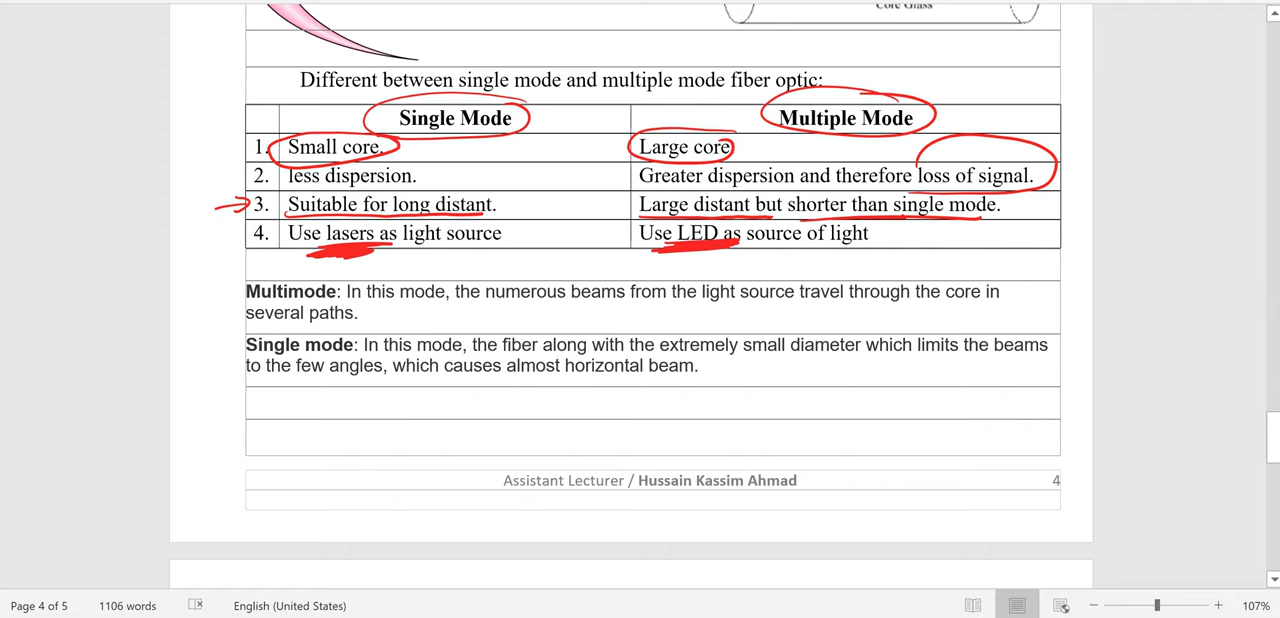 Core Glass
Different between single mode and multiple mode fiber optic:
Single Mode Multiple Mode
1. Small core. Large core
2. less dispersion. Greater dispersion and therefore loss of signal.
3. Suitable for long distant. Large distant but shorter than single mode.
4. Use lasers as light source Use LED as source of light
Multimode: In this mode, the numerous beams from the light source travel through the core in
several paths.
Single mode: In this mode, the fiber along with the extremely small diameter which limits the beams
to the few angles, which causes almost horizontal beam.
Assistant Lecturer / Hussain Kassim Ahmad 4
Page 4 of 5 1106 words English (United States) 107%